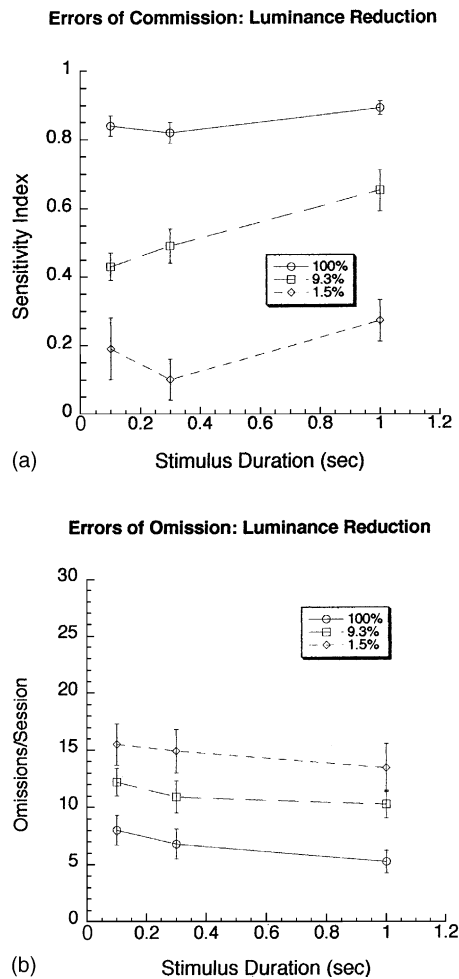 Errors of Commission: Luminance Reduction
1
0.8
0.6
0.4
0.2
0
Sensitivity Index
100%
9.3%
1.5%
0 0.2 0.4 0.6 0.8 1 1.2
(a) Stimulus Duration (sec)
Errors of Omission: Luminance Reduction
30
25
20
15
10
5
0
Omissions/Session
100%
9.3%
1.5%
0 0.2 0.4 0.6 0.8 1 1.2
(b) Stimulus Duration (sec)